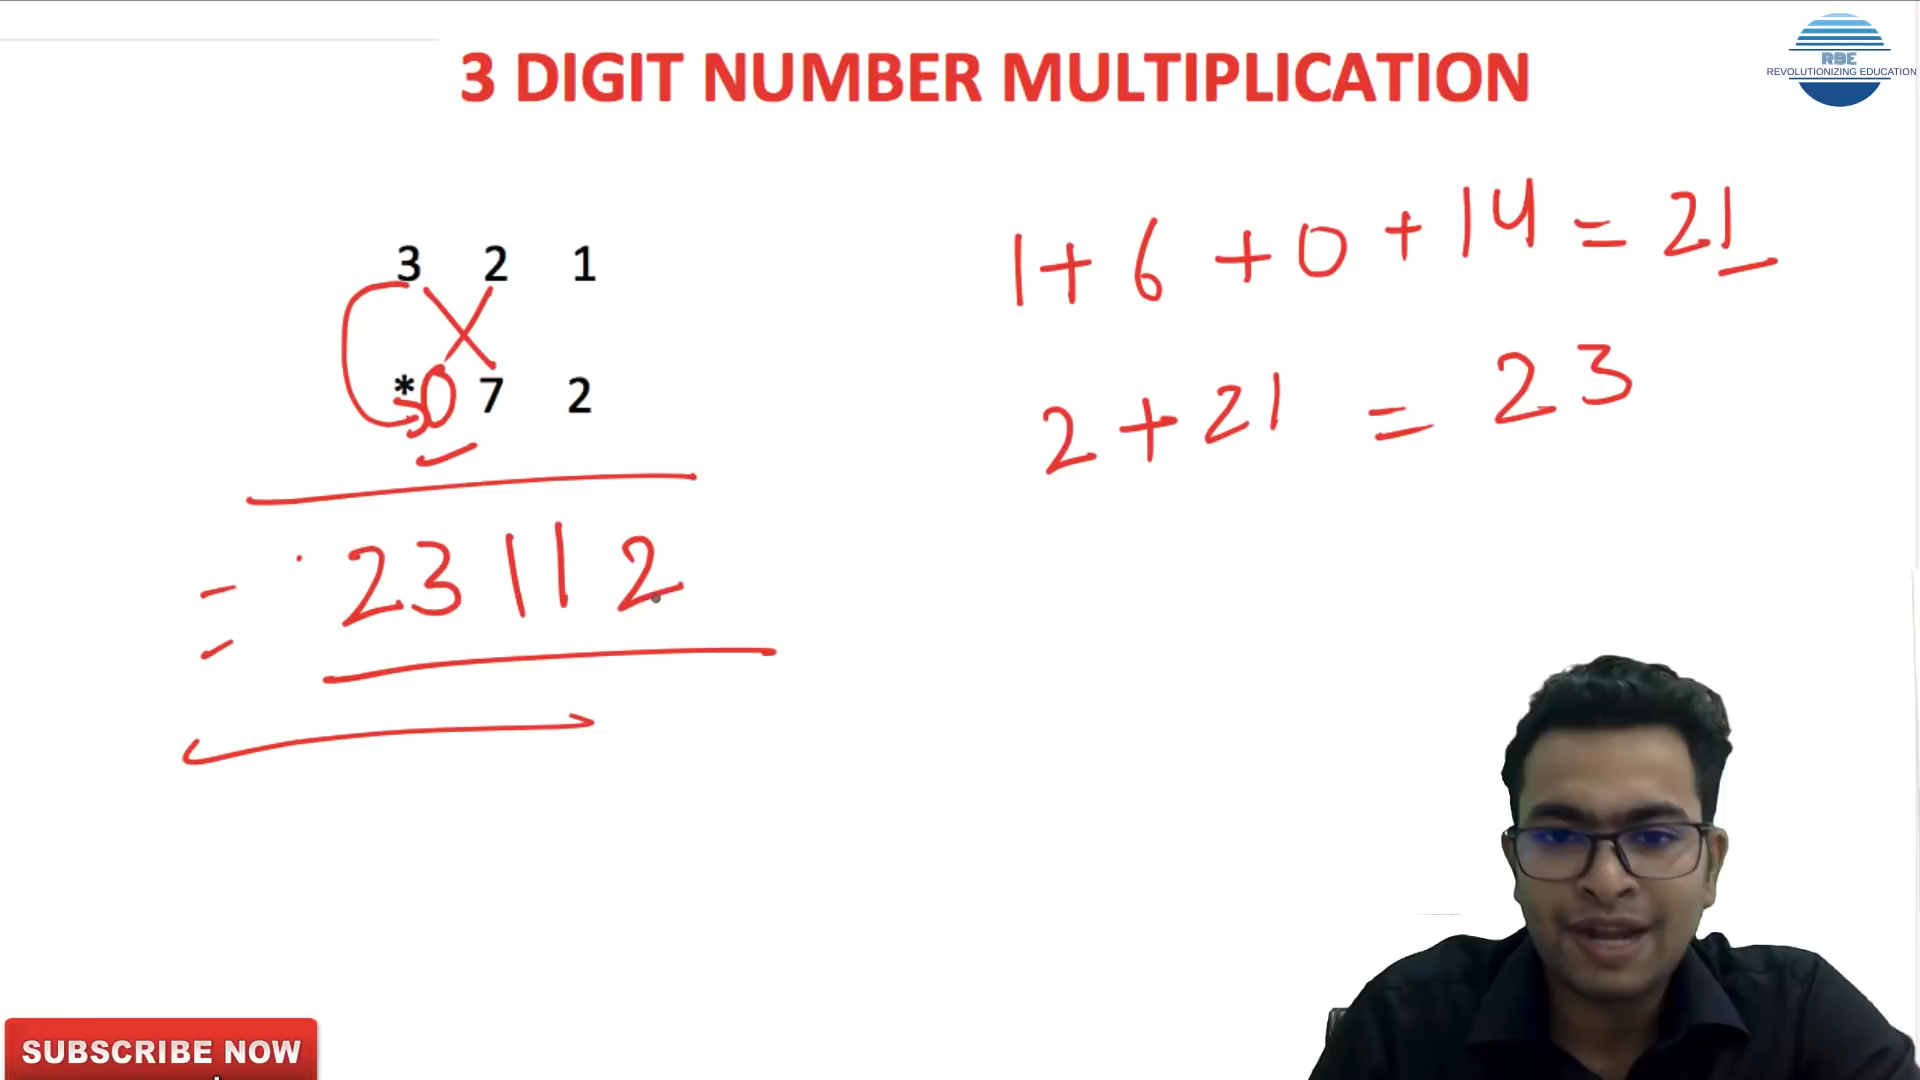 3 DIGIT NUMBER MULTIPLICATION
RBE
REVOLUTIONIZING EDUCATION
3 2 1
* 0 7 2
= 23112
1+6+0+14=21
2+21=23
SUBSCRIBE NOW